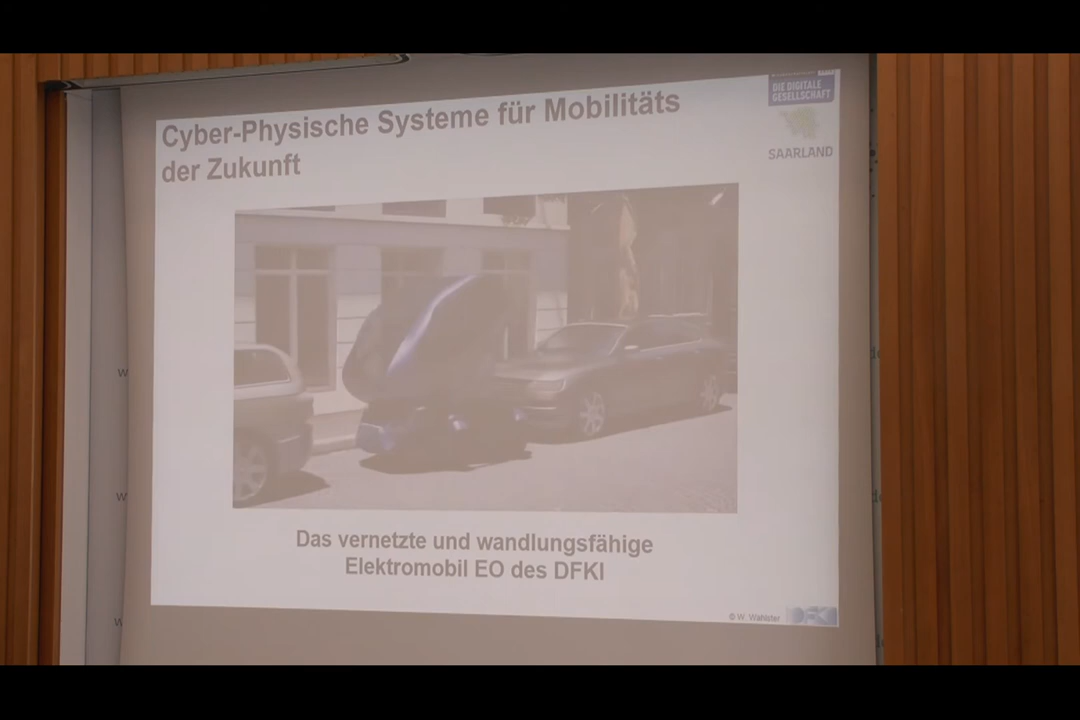 Cyber-Physische Systeme für Mobilitäts
der Zukunft
DIE DIGITALE
GESELLSCHAFT
SAARLAND
Das vernetzte und wandlungsfähige
Elektromobil EO des DFKI
© W. Wahlster
DFKI